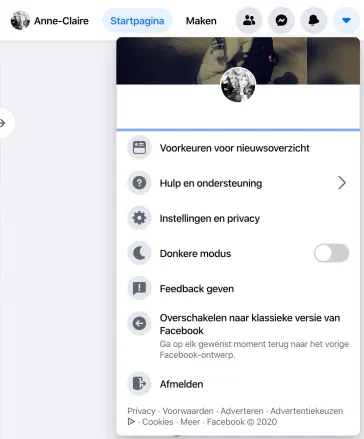 Anne-Claire Startpagina Maken
Voorkeuren voor nieuwsoverzicht
Hulp en ondersteuning
Instellingen en privacy
Donkere modus
Feedback geven
Overschakelen naar klassieke versie van
Facebook
Ga op elk gewenst moment terug naar het vorige
Facebook-ontwerp.
Afmelden
Privacy · Voorwaarden · Adverteren · Advertentiekeuzen
· Cookies · Meer · Facebook © 2020